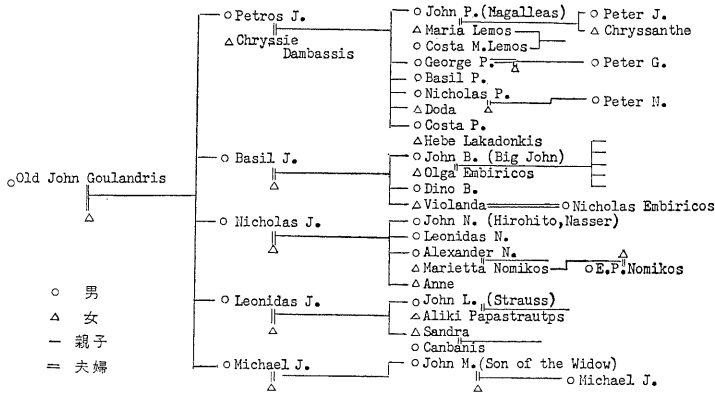 Old John Goulandris
Petros J.
Chryssie
Dambassis
John P.(Magalleas)
Maria Lemos
Costa M.Lemos
Peter J.
Chryssanthe
George P.
Peter G.
Basil P.
Nicholas P.
Peter N.
Doda
Costa P.
Basil J.
Hebe Lakadonkis
John B. (Big John)
Olga Embiricos
Dino B.
Violanda
Nicholas Embiricos
Nicholas J.
John N. (Hirohito,Nasser)
Leonidas N.
Alexander N.
Marietta Nomikos
E.P.Nomikos
Anne
Leonidas J.
John L. (Strauss)
Aliki Papastrautps
Sandra
Canbanis
Michael J.
John M.(Son of the Widow)
Michael J.
○ 男
△ 女
ー 親子
＝ 夫婦